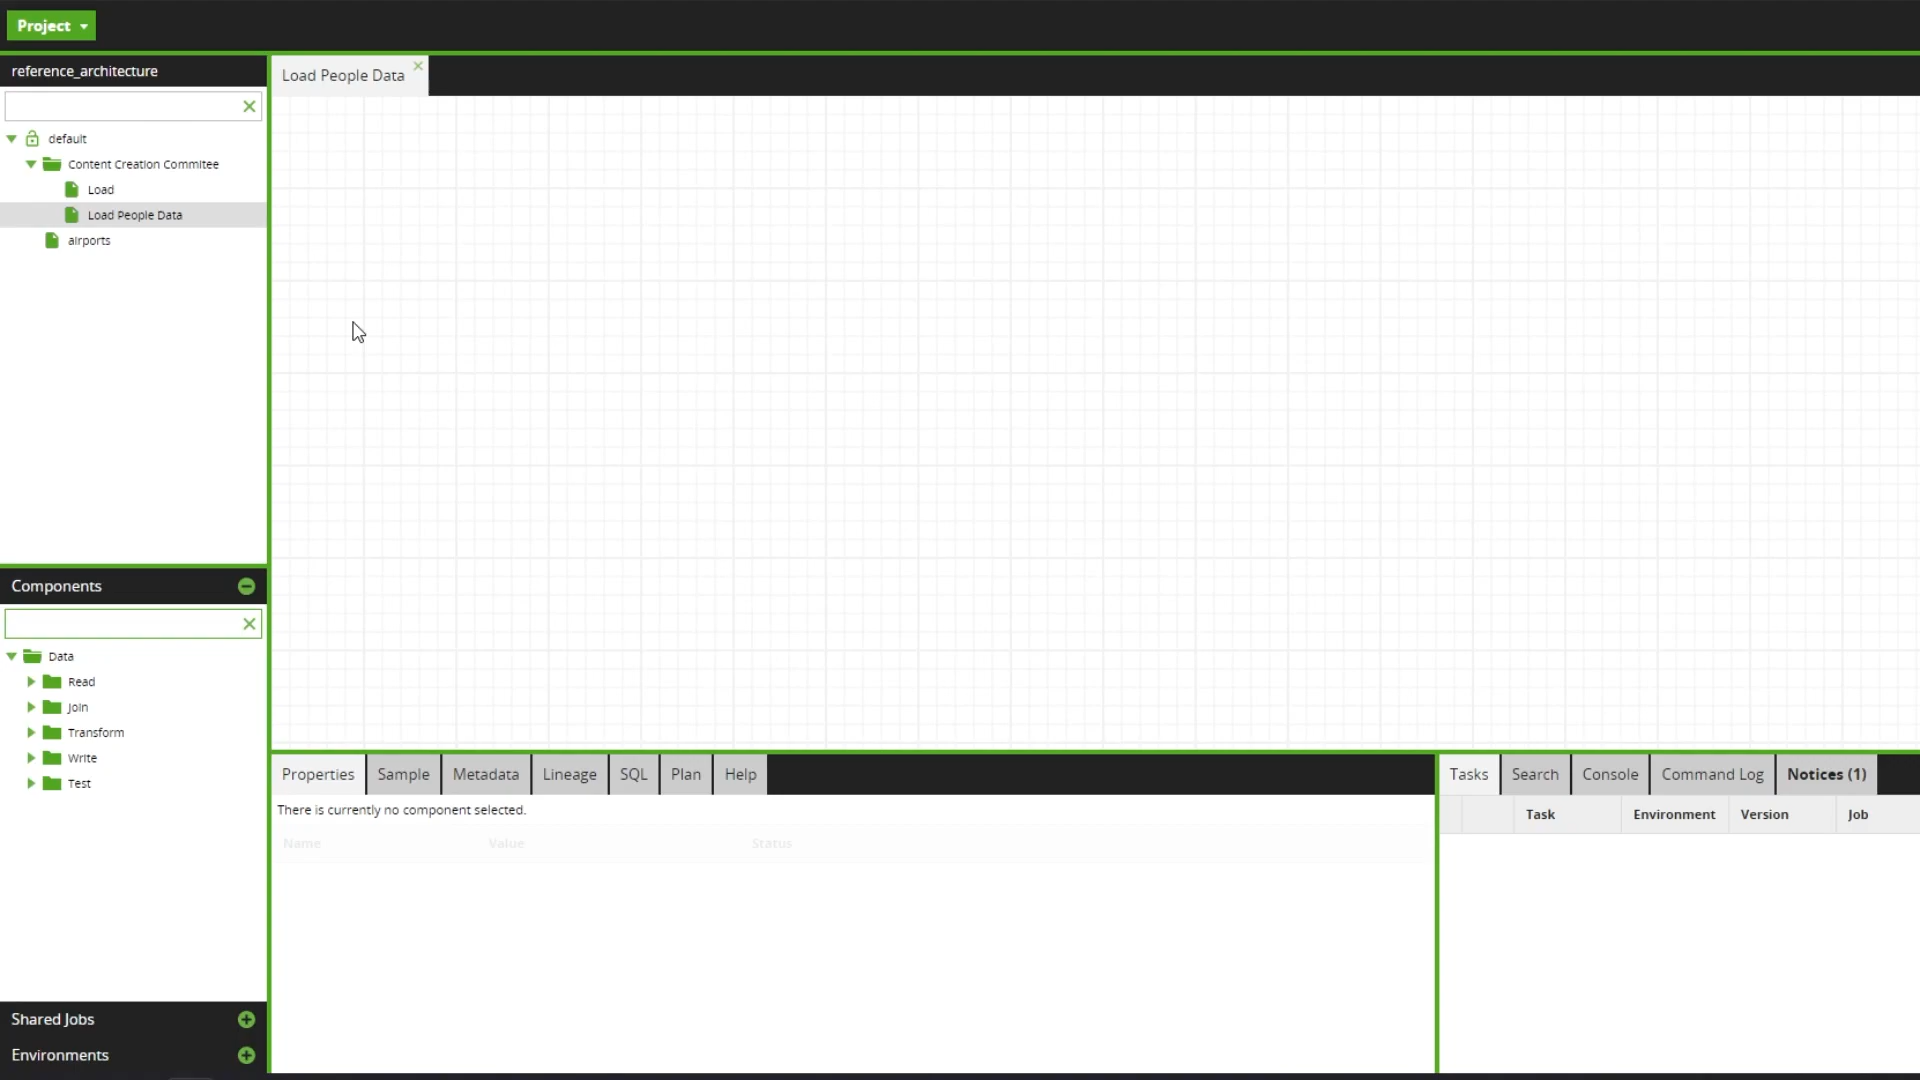 Project
reference_architecture
Load People Data
default
Content Creation Commitee
Load
Load People Data
airports
Components
Data
Read
Join
Transform
Write
Test
Shared Jobs
Environments
Properties Sample Metadata Lineage SQL Plan Help
There is currently no component selected.
Name Value Status
Tasks Search Console Command Log Notices (1)
Task Environment Version Job